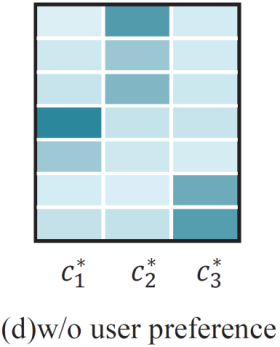 c₁* c₂* c₃*
(d)w/o user preference